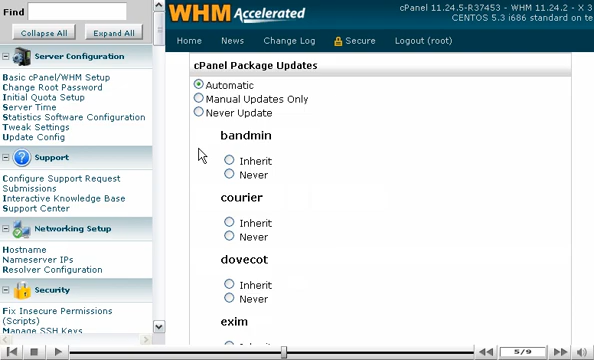 Find
Collapse All
Expand All
Server Configuration
Basic cPanel/WHM Setup
Change Root Password
Initial Quota Setup
Server Time
Statistics Software Configuration
Tweak Settings
Update Config
Support
Configure Support Request
Submissions
Interactive Knowledge Base
Support Center
Networking Setup
Hostname
Nameserver IPs
Resolver Configuration
Security
Fix Insecure Permissions
(Scripts)
Manage SSH Keys
WHM Accelerated
cPanel 11.24.5-R37453 - WHM 11.24.2 - X 3
CENTOS 5.3 i686 standard on te
Home
News
Change Log
Secure
Logout (root)
cPanel Package Updates
Automatic
Manual Updates Only
Never Update
bandmin
Inherit
Never
courier
Inherit
Never
dovecot
Inherit
Never
exim
5/9